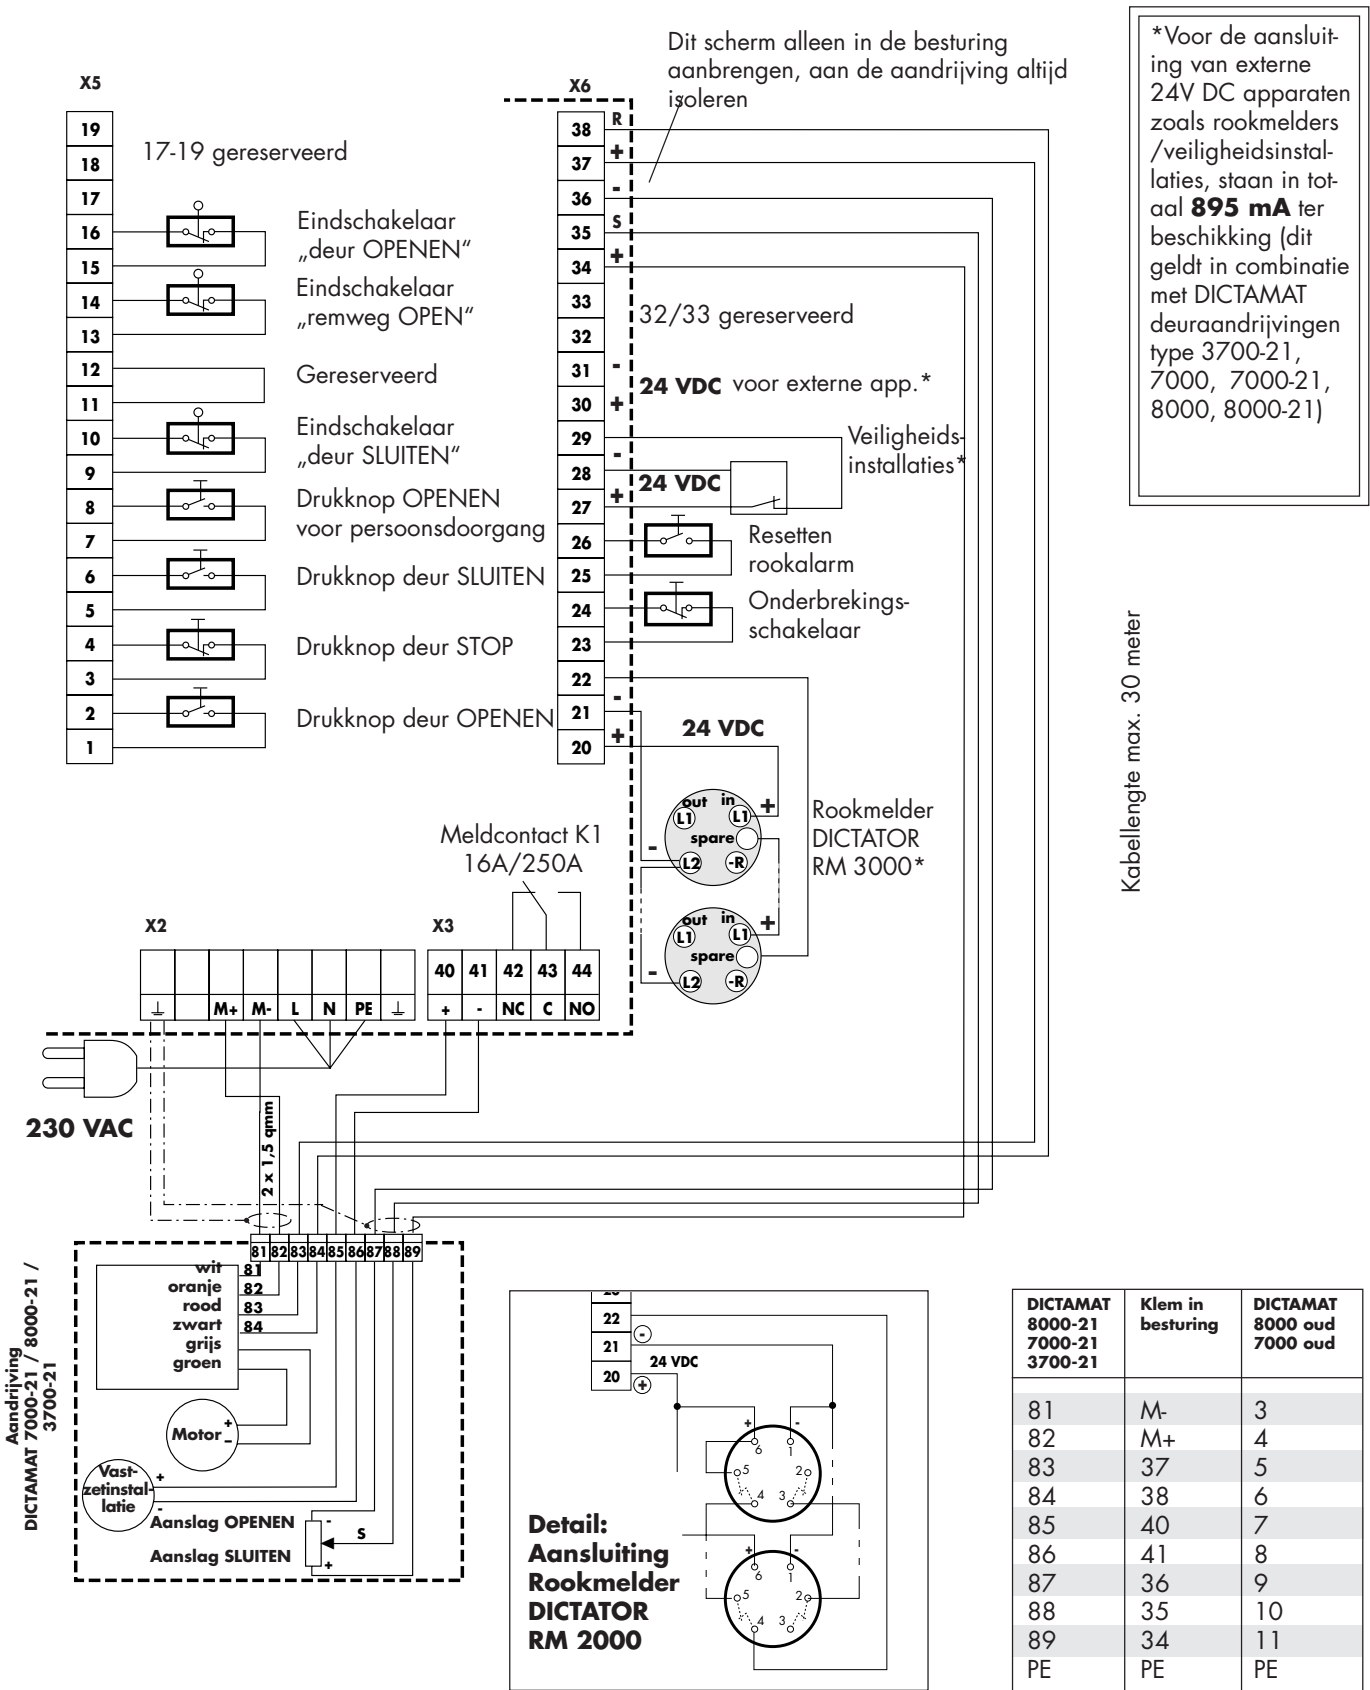 Dit scherm alleen in de besturing
aanbrengen, aan de aandrijving altijd
isoleren
*Voor de aansluit-
ing van externe
24V DC apparaten
zoals rookmelders
/veiligheidsinstal-
laties, staan in tot-
aal 895 mA ter
beschikking (dit
geldt in combinatie
met DICTAMAT
deuraandrijvingen
type 3700-21,
7000, 7000-21,
8000, 8000-21)
X5
19
18
17
16
15
14
13
12
11
10
9
8
7
6
5
4
3
2
1
17-19 gereserveerd
Eindschakelaar
„deur OPENEN“
Eindschakelaar
„remweg OPEN“
Gereserveerd
Eindschakelaar
„deur SLUITEN“
Drukknop OPENEN
voor persoonsdoorgang
Drukknop deur SLUITEN
Drukknop deur STOP
Drukknop deur OPENEN
X6
38 R
37 +
36 -
35 S
34 +
33
32
31 -
30 +
29
28 -
27 +
26
25
24
23
22
21 -
20 +
32/33 gereserveerd
24 VDC voor externe app.*
Veiligheids-
installaties*
24 VDC
Resetten
rookalarm
Onderbrekings-
schakelaar
24 VDC
out in
L1 L1 +
spare
- L2 -R
Rookmelder
DICTATOR
RM 3000*
out in
L1 L1 +
spare
- L2 -R
Kabellengte max. 30 meter
Meldcontact K1
16A/250A
X2
M+ M- L N PE
X3
40 41 42 43 44
+ - NC C NO
230 VAC
2 x 1,5 qmm
81 82 83 84 85 86 87 88 89
Aandrijving
DICTAMAT 7000-21 / 8000-21 /
3700-21
wit 81
oranje 82
rood 83
zwart 84
grijs
groen
Motor + -
Vast-
zetinstal-
latie
+
-
Aanslag OPENEN -
S
Aanslag SLUITEN +
22
21 -
24 VDC
20 +
+ -
6 1
5 2
4 3
+ -
6 1
5 2
4 3
Detail:
Aansluiting
Rookmelder
DICTATOR
RM 2000
DICTAMAT
8000-21
7000-21
3700-21
Klem in
besturing
DICTAMAT
8000 oud
7000 oud
81 M- 3
82 M+ 4
83 37 5
84 38 6
85 40 7
86 41 8
87 36 9
88 35 10
89 34 11
PE PE PE